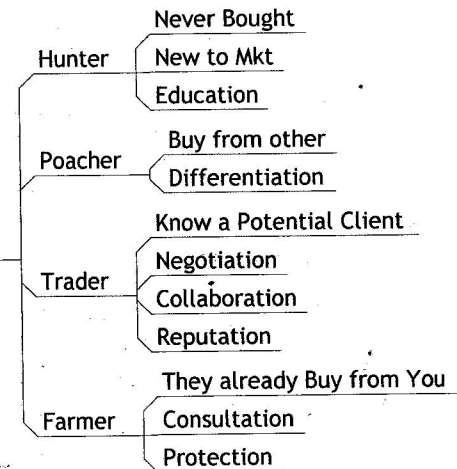 Never Bought
Hunter
New to Mkt
Education
Buy from other
Poacher
Differentiation
Know a Potential Client
Negotiation
Trader
Collaboration
Reputation
They already Buy from You
Farmer
Consultation
Protection